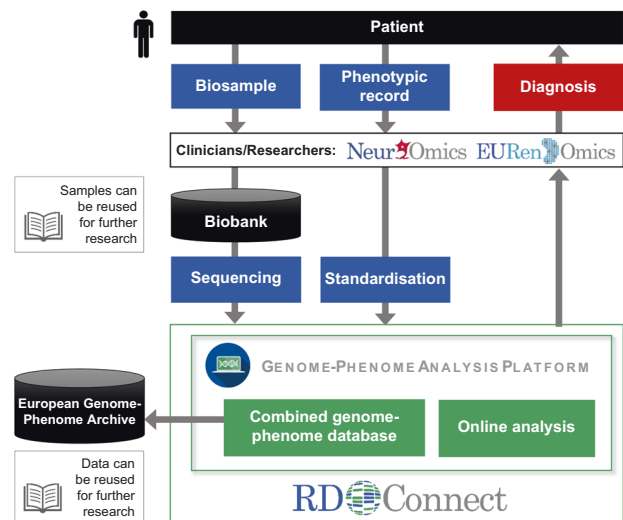 Patient
Biosample
Phenotypic
record
Diagnosis
Clinicians/Researchers: NeurOmics EURenOmics
Samples can
be reused
for further
research
Biobank
Sequencing
Standardisation
GENOME-PHENOME ANALYSIS PLATFORM
European Genome-
Phenome Archive
Combined genome-
phenome database
Online analysis
Data can
be reused
for further
research
RD Connect